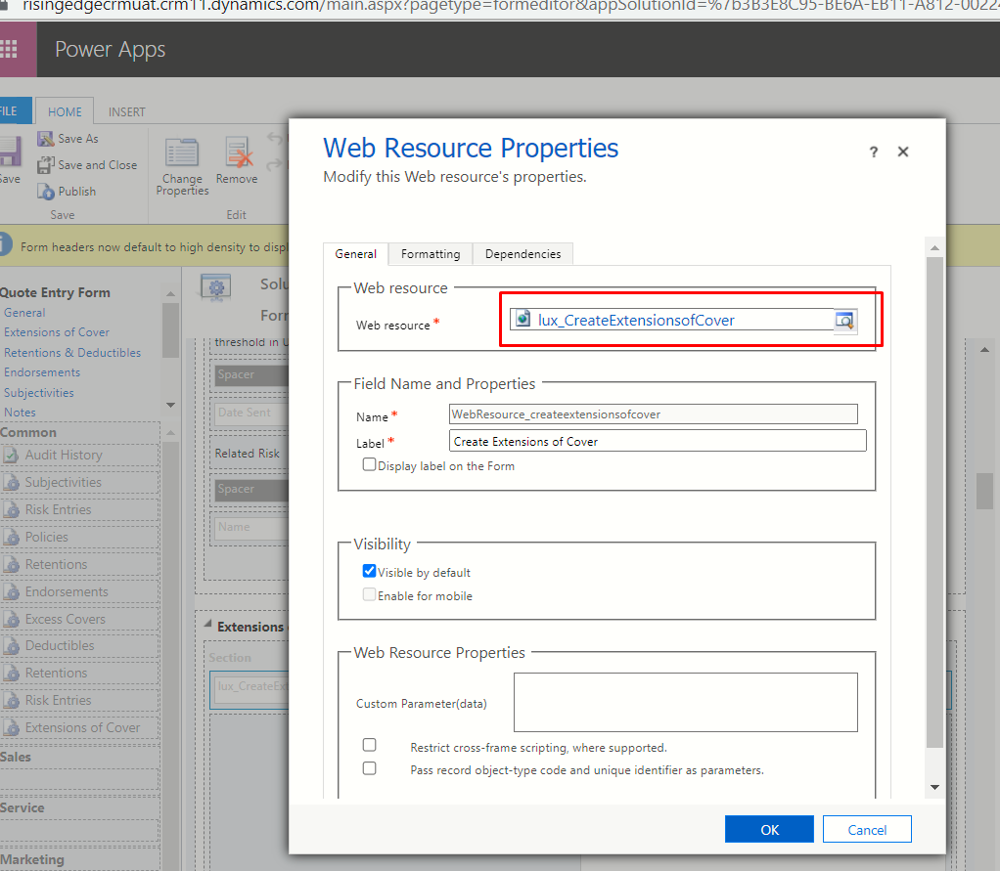 risingedgecrmuat.crm11.dynamics.com/main.aspx?pagetype=formeditor&appSolutionId=%7b3B3E8C95-BE6A-EB11-A812-00224
Power Apps
FILE
HOME
INSERT
Save
Save As
Save and Close
Publish
Save
Change Properties
Remove
Edit
Form headers now default to high density to displ
Quote Entry Form
General
Extensions of Cover
Retentions & Deductibles
Endorsements
Subjectivities
Notes
Common
Audit History
Subjectivities
Risk Entries
Policies
Retentions
Endorsements
Excess Covers
Deductibles
Retentions
Risk Entries
Extensions of Cover
Sales
Service
Marketing
Solu
Form
threshold in U
Spacer
Date Sent
Related Risk
Spacer
Name
Extensions
Section
lux_CreateExt
Web Resource Properties
? ✕
Modify this Web resource's properties.
General
Formatting
Dependencies
Web resource
Web resource *
lux_CreateExtensionsofCover
Field Name and Properties
Name *
WebResource_createextensionsofcover
Label *
Create Extensions of Cover
Display label on the Form
Visibility
Visible by default
Enable for mobile
Web Resource Properties
Custom Parameter(data)
Restrict cross-frame scripting, where supported.
Pass record object-type code and unique identifier as parameters.
OK
Cancel